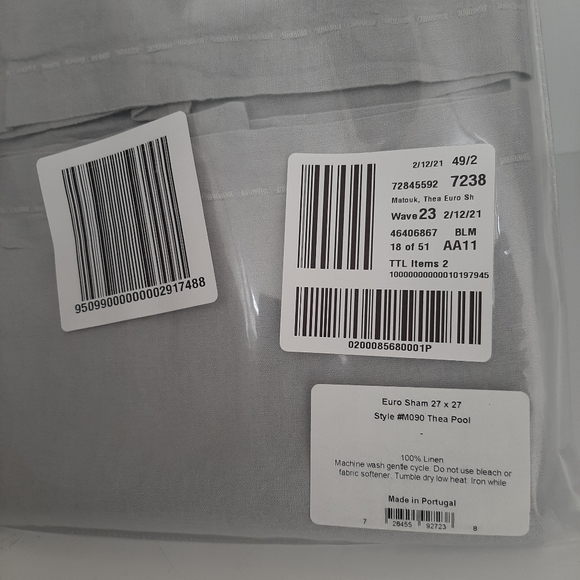 95099000000002917488
2/12/21 49/2
72845592 7238
Matouk, Thea Euro Sh
Wave 23 2/12/21
46406867 BLM
18 of 51 AA11
TTL Items 2
10000000000010197945
0200085680001P
Euro Sham 27 x 27
Style #M090 Thea Pool
-
100% Linen
Machine wash gentle cycle. Do not use bleach or
fabric softener. Tumble dry low heat. Iron while
Made in Portugal
7 28455 92723 8